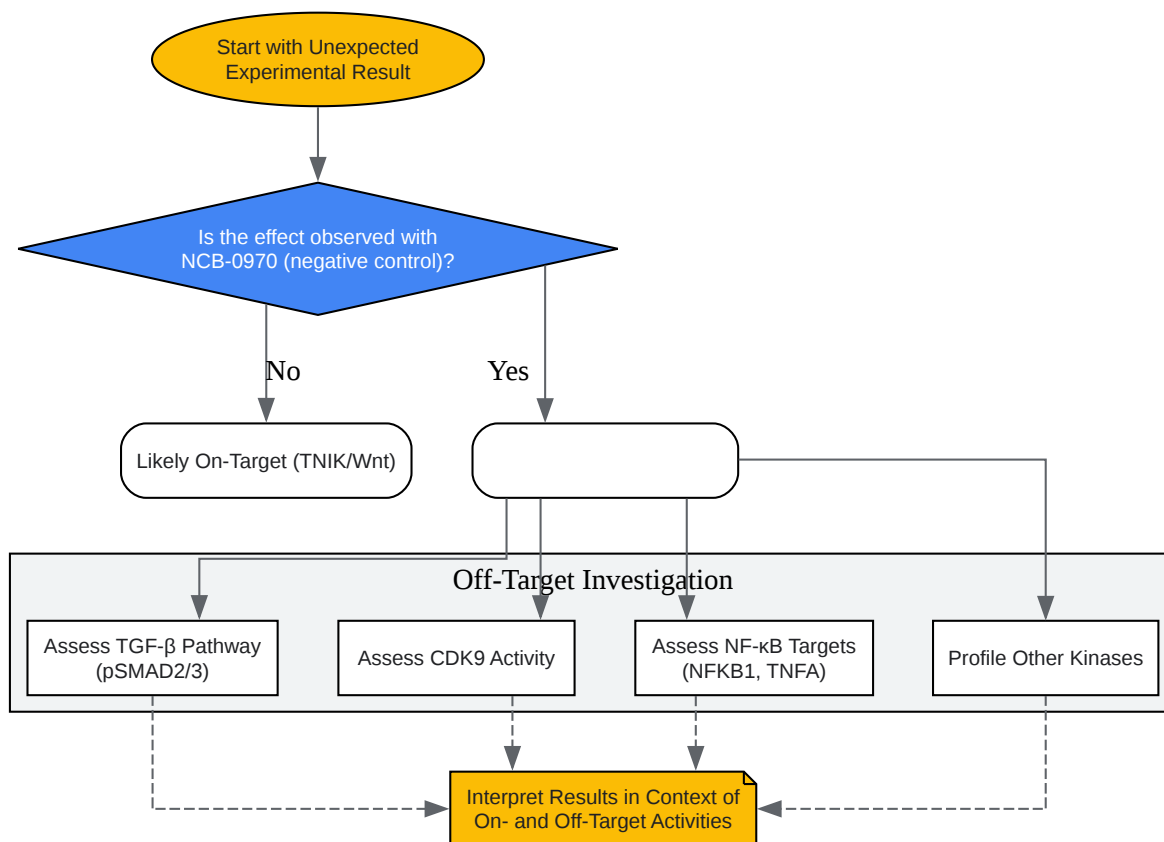 Start with Unexpected
Experimental Result
Is the effect observed with
NCB-0970 (negative control)?
No
Yes
Likely On-Target (TNIK/Wnt)
Off-Target Investigation
Assess TGF-β Pathway
(pSMAD2/3)
Assess CDK9 Activity
Assess NF-κB Targets
(NFKB1, TNFA)
Profile Other Kinases
Interpret Results in Context of
On- and Off-Target Activities